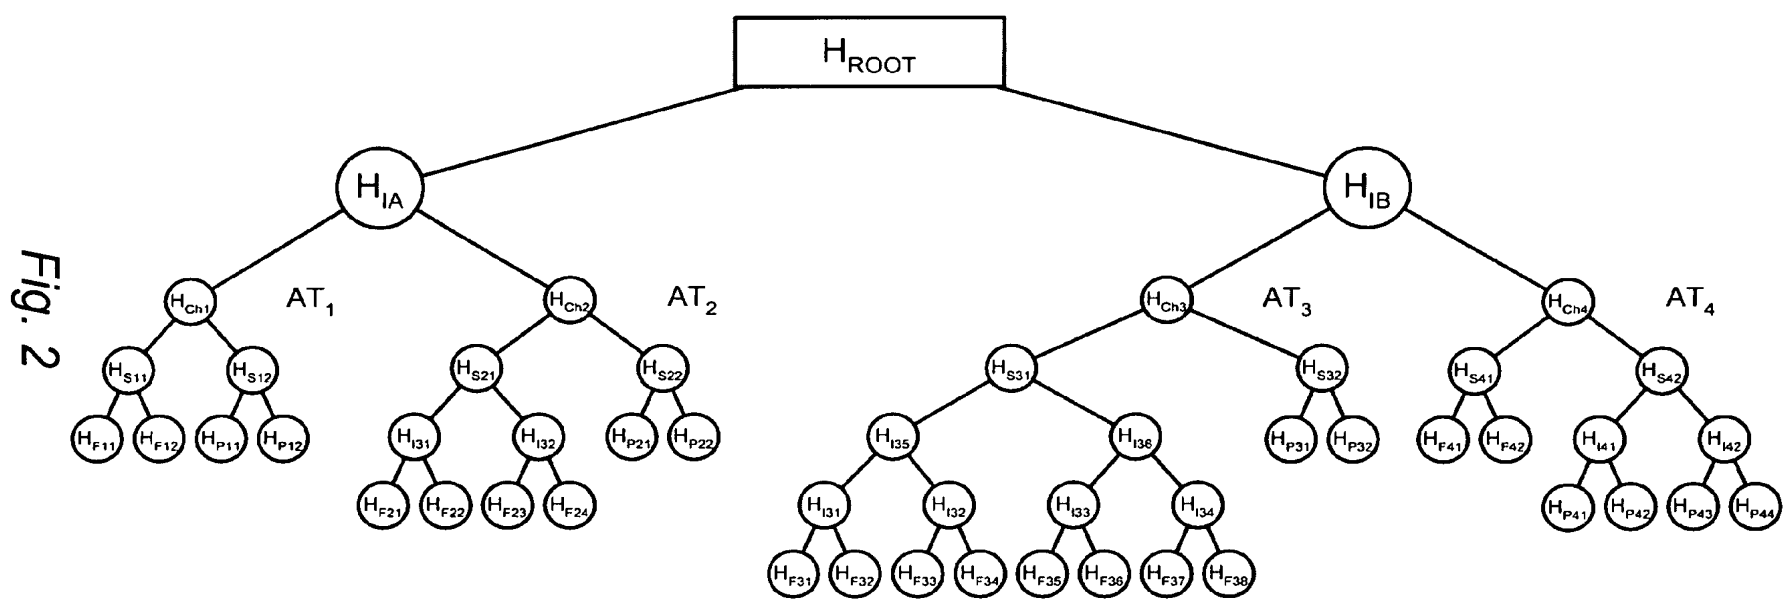 H_ROOT
H_IA
H_IB
Fig. 2
H_Ch1
AT_1
H_Ch2
AT_2
H_Ch3
AT_3
H_Ch4
AT_4
H_S11
H_S12
H_S21
H_S22
H_S31
H_S32
H_S41
H_S42
H_F11
H_F12
H_P11
H_P12
H_I31
H_I32
H_P21
H_P22
H_I35
H_I36
H_P31
H_P32
H_F41
H_F42
H_I41
H_I42
H_F21
H_F22
H_F23
H_F24
H_I31
H_I32
H_I33
H_I34
H_P41
H_P42
H_P43
H_P44
H_F31
H_F32
H_F33
H_F34
H_F35
H_F36
H_F37
H_F38